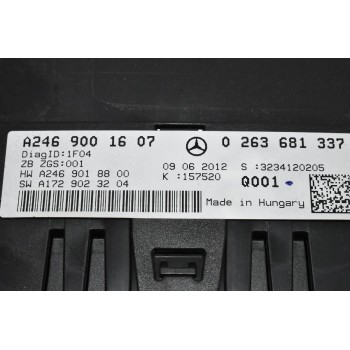 A246 900 16 07 0 263 681 337
DiagID:1F04
ZB ZGS:001 09 06 2012 S :3234120205
HW A246 901 88 00 K :157520 Q001
SW A172 902 32 04
Made in Hungary